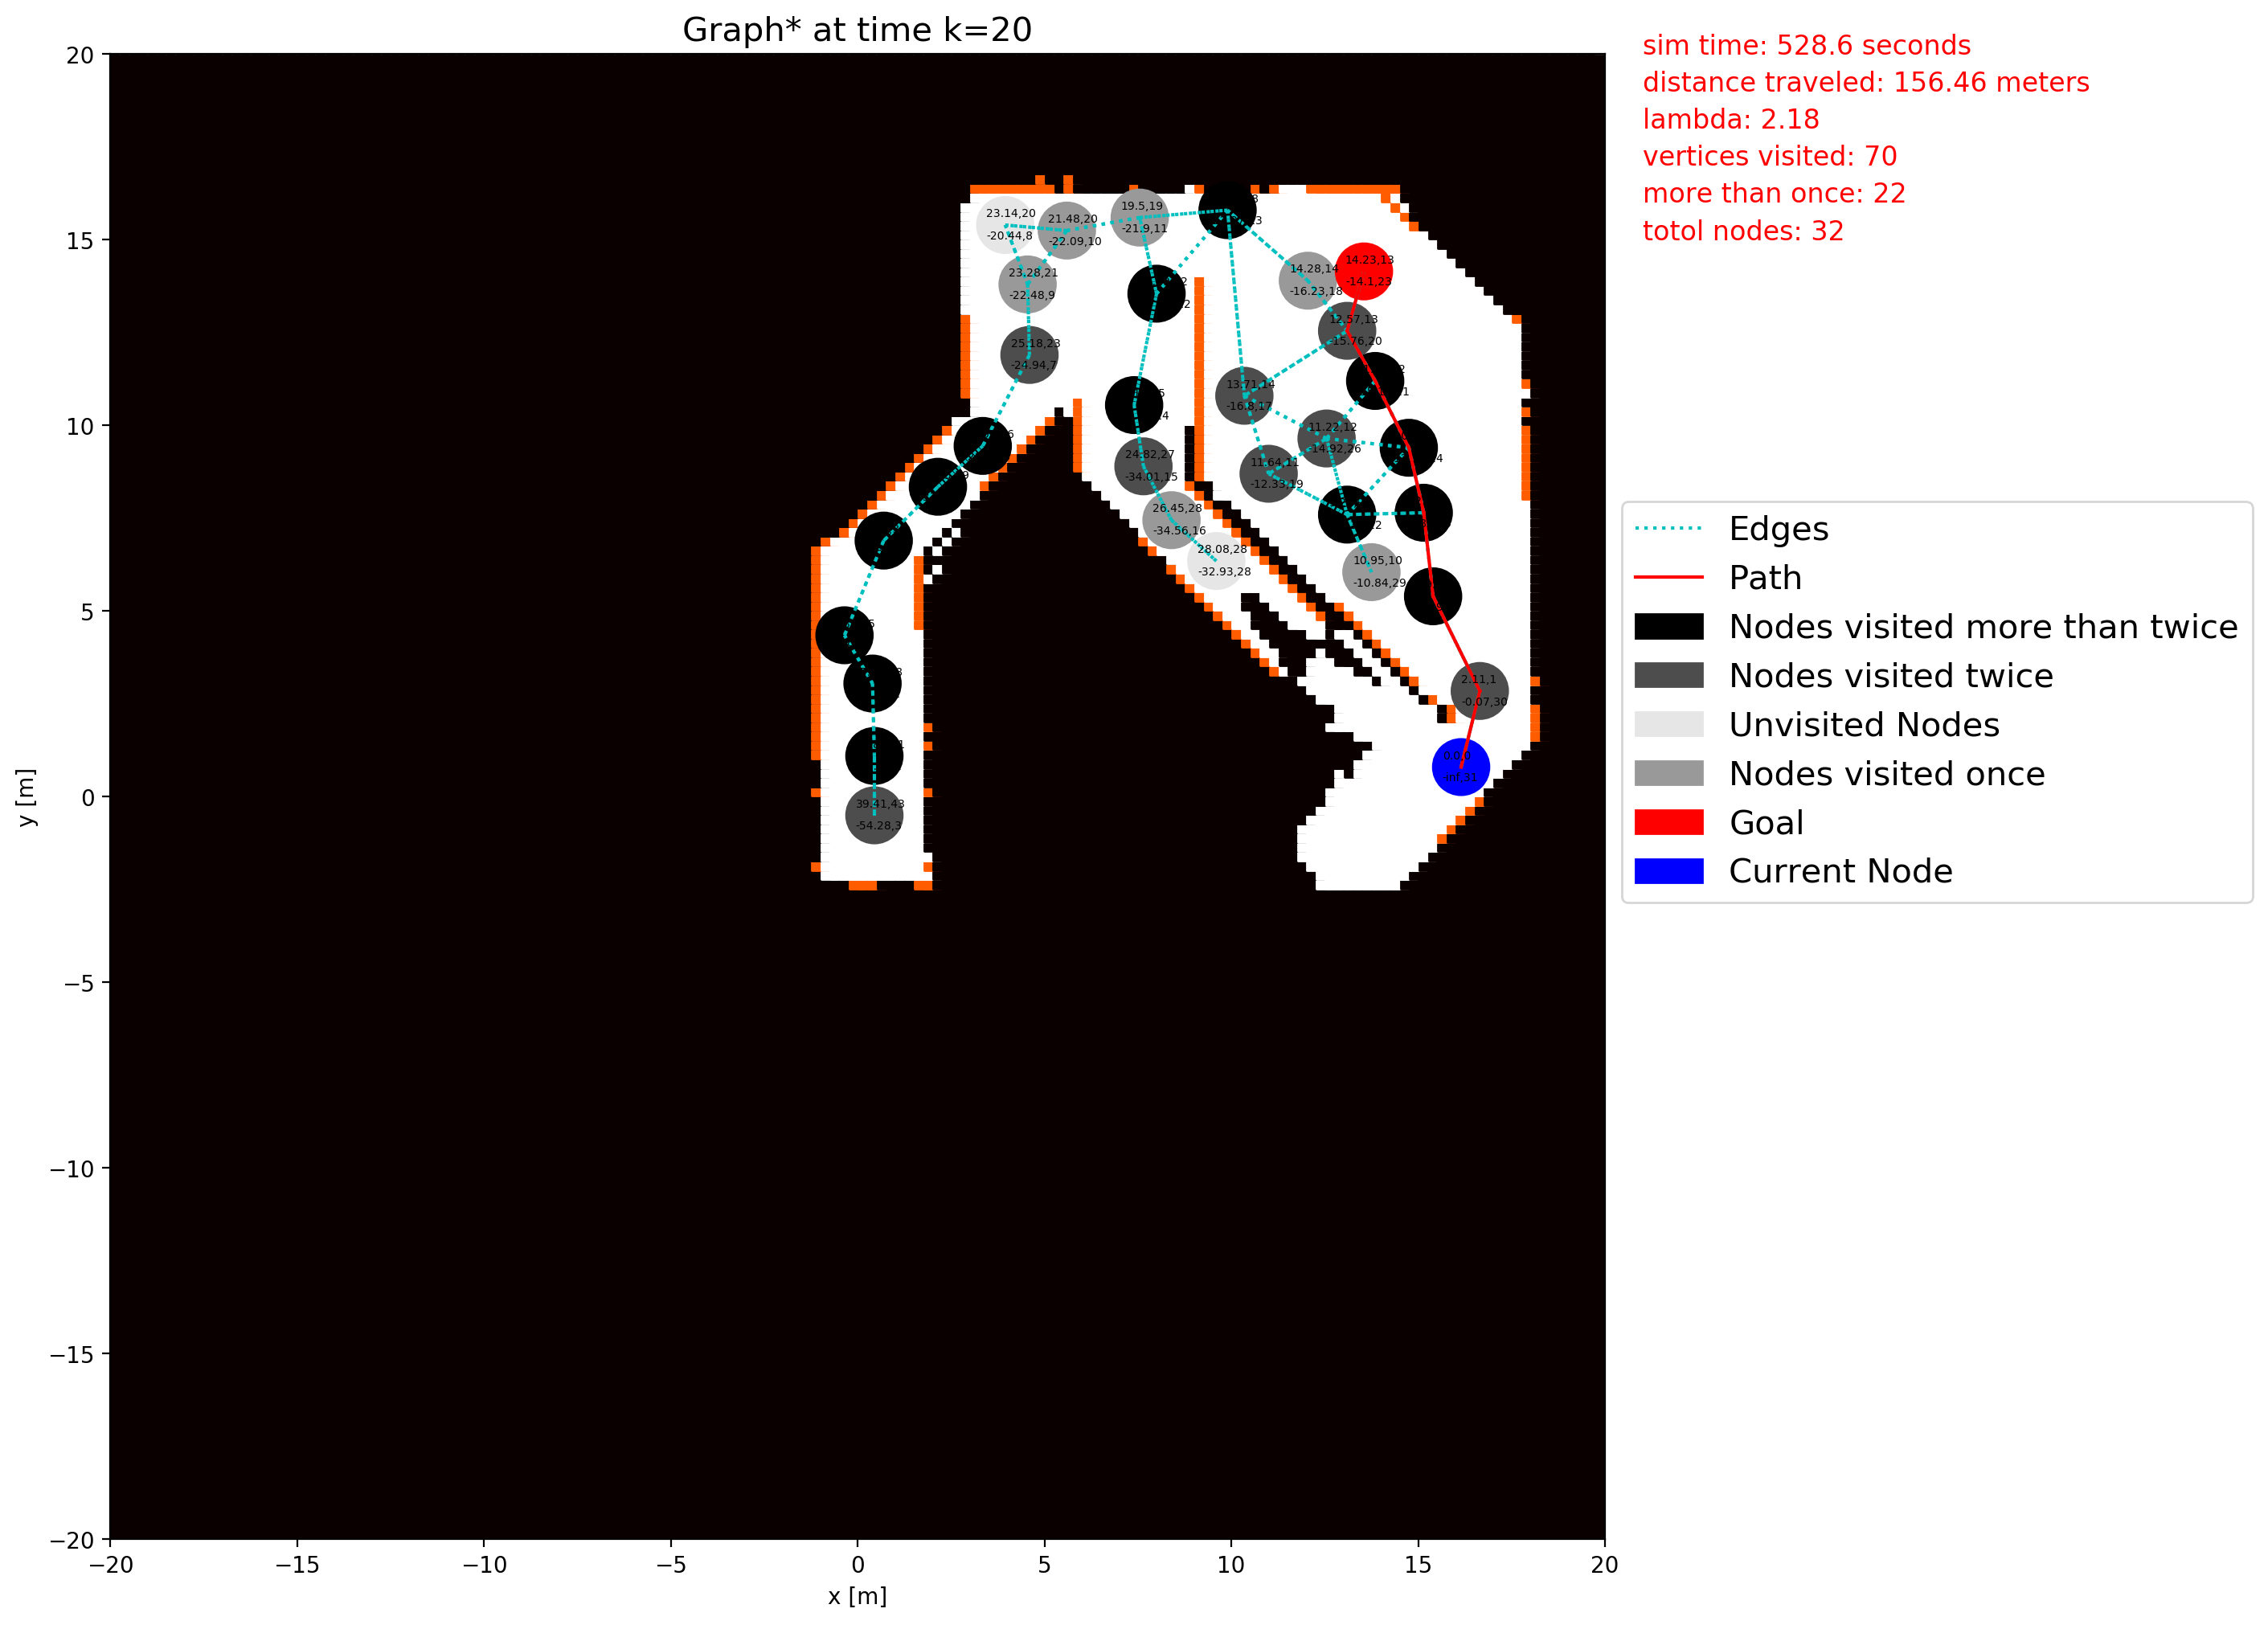 Graph* at time k=20
sim time: 528.6 seconds
distance traveled: 156.46 meters
lambda: 2.18
vertices visited: 70
more than once: 22
totol nodes: 32
20
15
10
5
0
−5
−10
−15
−20
y [m]
−20
−15
−10
−5
0
5
10
15
20
x [m]
23.14,20
-20.44,8
21.48,20
-22.09,10
19.5,19
-21.9,11
23.28,21
-22.48,9
25.18,23
-24.94,7
14.28,14
-16.23,18
14.23,13
-14.1,23
12.57,13
-15.76,20
13.71,14
-16.8,17
11.22,12
-14.92,26
11.64,11
-12.33,19
24.82,27
-34.01,15
26.45,28
-34.56,16
28.08,28
-32.93,28
10.95,10
-10.84,29
2.11,1
-0.07,30
0.0,0
-inf,31
39.41,43
-54.28,3
Edges
Path
Nodes visited more than twice
Nodes visited twice
Unvisited Nodes
Nodes visited once
Goal
Current Node